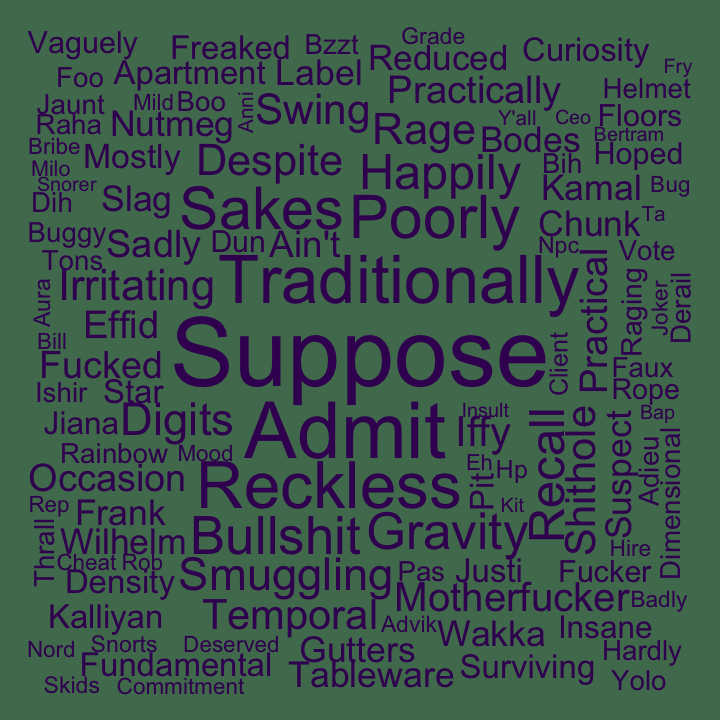 Vaguely Freaked Bzzt Grade Reduced Curiosity Fry
Foo Apartment Label Practically Helmet
Jaunt Mild Boo Anni Swing Y'all Ceo Floors
Raha Nutmeg Rage Bodes Bertram
Bribe Mostly Despite Happily Bih Hoped
Milo Snorer Kamal Bug
Dih Slag Sakes Poorly Chunk Ta
Buggy Sadly Dun Ain't Npc Vote
Tons Irritating Traditionally Practical Raging Joker Derail
Aura Effid
Bill Suppose Client
Fucked Faux
Ishir Star Rope
Jiana Digits Admit Insult Iffy Recall Shithole Suspect Bap
Rainbow Mood Adieu Dimensional
Occasion Reckless Eh Hp Pit
Rep Frank Kit
Thrall Wilhelm Bullshit Gravity Hire
Cheat Rob
Density Smuggling Pas Justi Fucker
Motherfucker Badly
Kalliyan Temporal Advik Wakka Insane
Nord Snorts Deserved Gutters Hardly
Fundamental Tableware Surviving Yolo
Skids Commitment